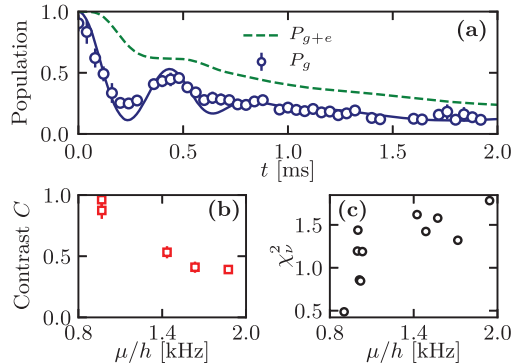 1.0
0.5
0.0
Population
(a)
P_{g+e}
P_g
0.0 0.5 1.0 1.5 2.0
t [ms]
1.0
0.5
0.0
Contrast C
(b)
0.8 1.4 2.0
μ/h [kHz]
1.5
1.0
0.5
χ²_ν
(c)
0.8 1.4 2.0
μ/h [kHz]